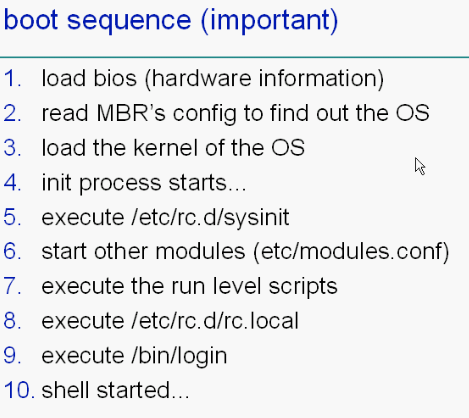 boot sequence (important)
1. load bios (hardware information)
2. read MBR's config to find out the OS
3. load the kernel of the OS
4. init process starts...
5. execute /etc/rc.d/sysinit
6. start other modules (etc/modules.conf)
7. execute the run level scripts
8. execute /etc/rc.d/rc.local
9. execute /bin/login
10. shell started...